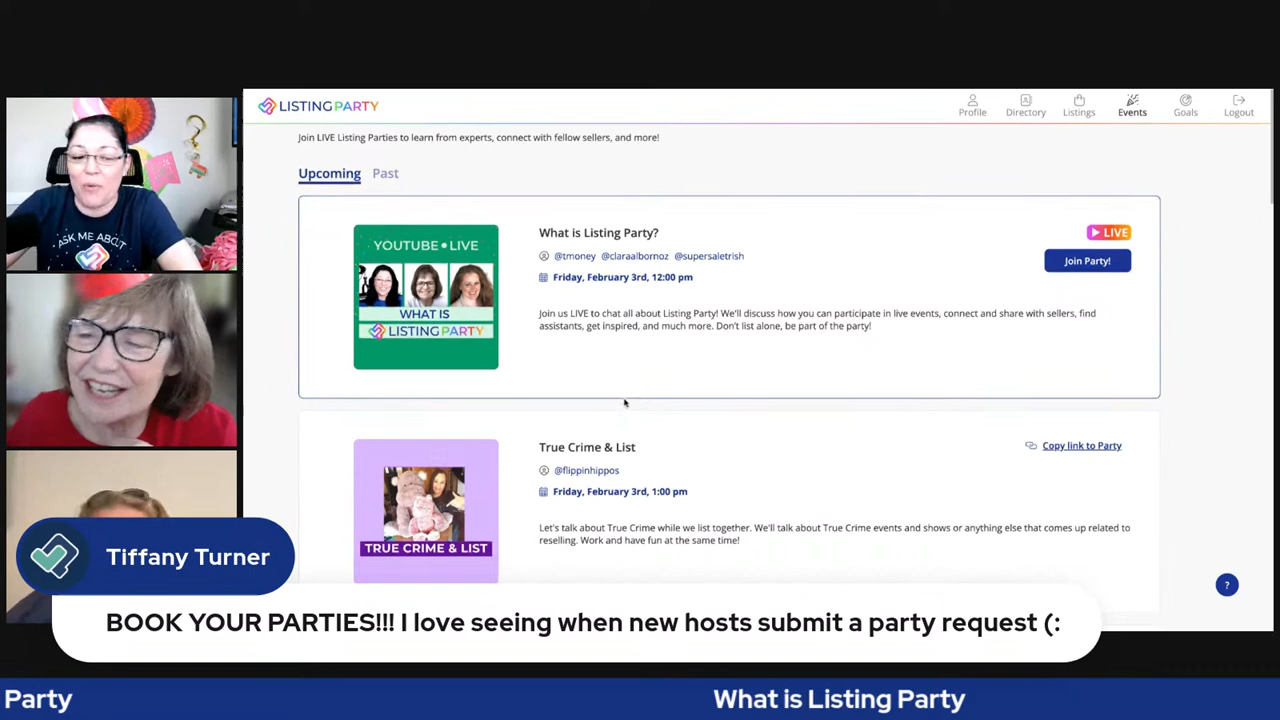 LISTINGPARTY
Profile
Directory
Listings
Events
Goals
Logout
Join LIVE Listing Parties to learn from experts, connect with fellow sellers, and more!
Upcoming
Past
YOUTUBE•LIVE
WHAT IS
LISTINGPARTY
What is Listing Party?
@tmoney @claraalbornoz @supersaletrish
Friday, February 3rd, 12:00 pm
Join us LIVE to chat all about Listing Party! We'll discuss how you can participate in live events, connect and share with sellers, find
assistants, get inspired, and much more. Don't list alone, be part of the party!
LIVE
Join Party!
TRUE CRIME & LIST
True Crime & List
@flippinhippos
Friday, February 3rd, 1:00 pm
Let's talk about True Crime while we list together. We'll talk about True Crime events and shows or anything else that comes up related to
reselling. Work and have fun at the same time!
Copy link to Party
?
ASK ME ABOUT
Tiffany Turner
BOOK YOUR PARTIES!!! I love seeing when new hosts submit a party request (:
Party
What is Listing Party